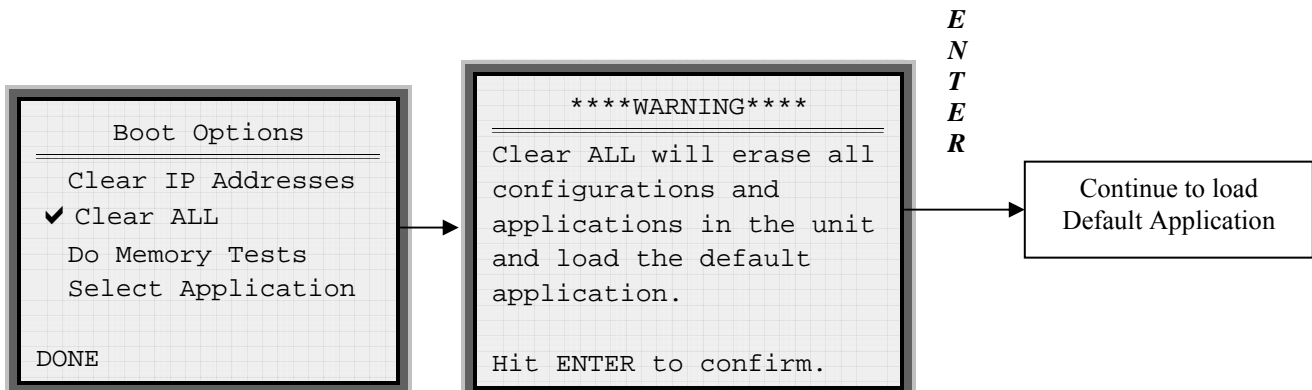 Boot Options
Clear IP Addresses
✔ Clear ALL
Do Memory Tests
Select Application
DONE
****WARNING****
Clear ALL will erase all
configurations and
applications in the unit
and load the default
application.
Hit ENTER to confirm.
E
N
T
E
R
Continue to load
Default Application